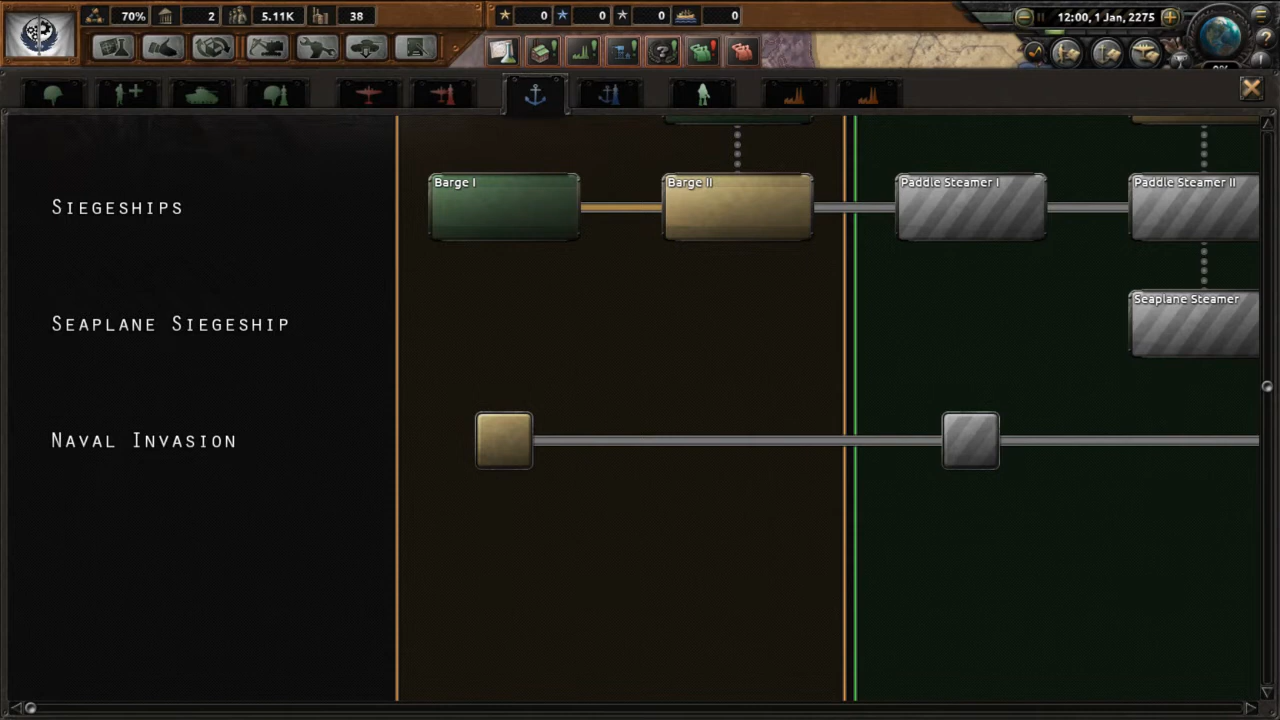 70% 2 5.11K 38 0 0 0 0 12:00, 1 Jan, 2275
0%
Siegeships
Barge I
Barge II
Paddle Steamer I
Paddle Steamer II
Seaplane Siegeship
Seaplane Steamer
Naval Invasion